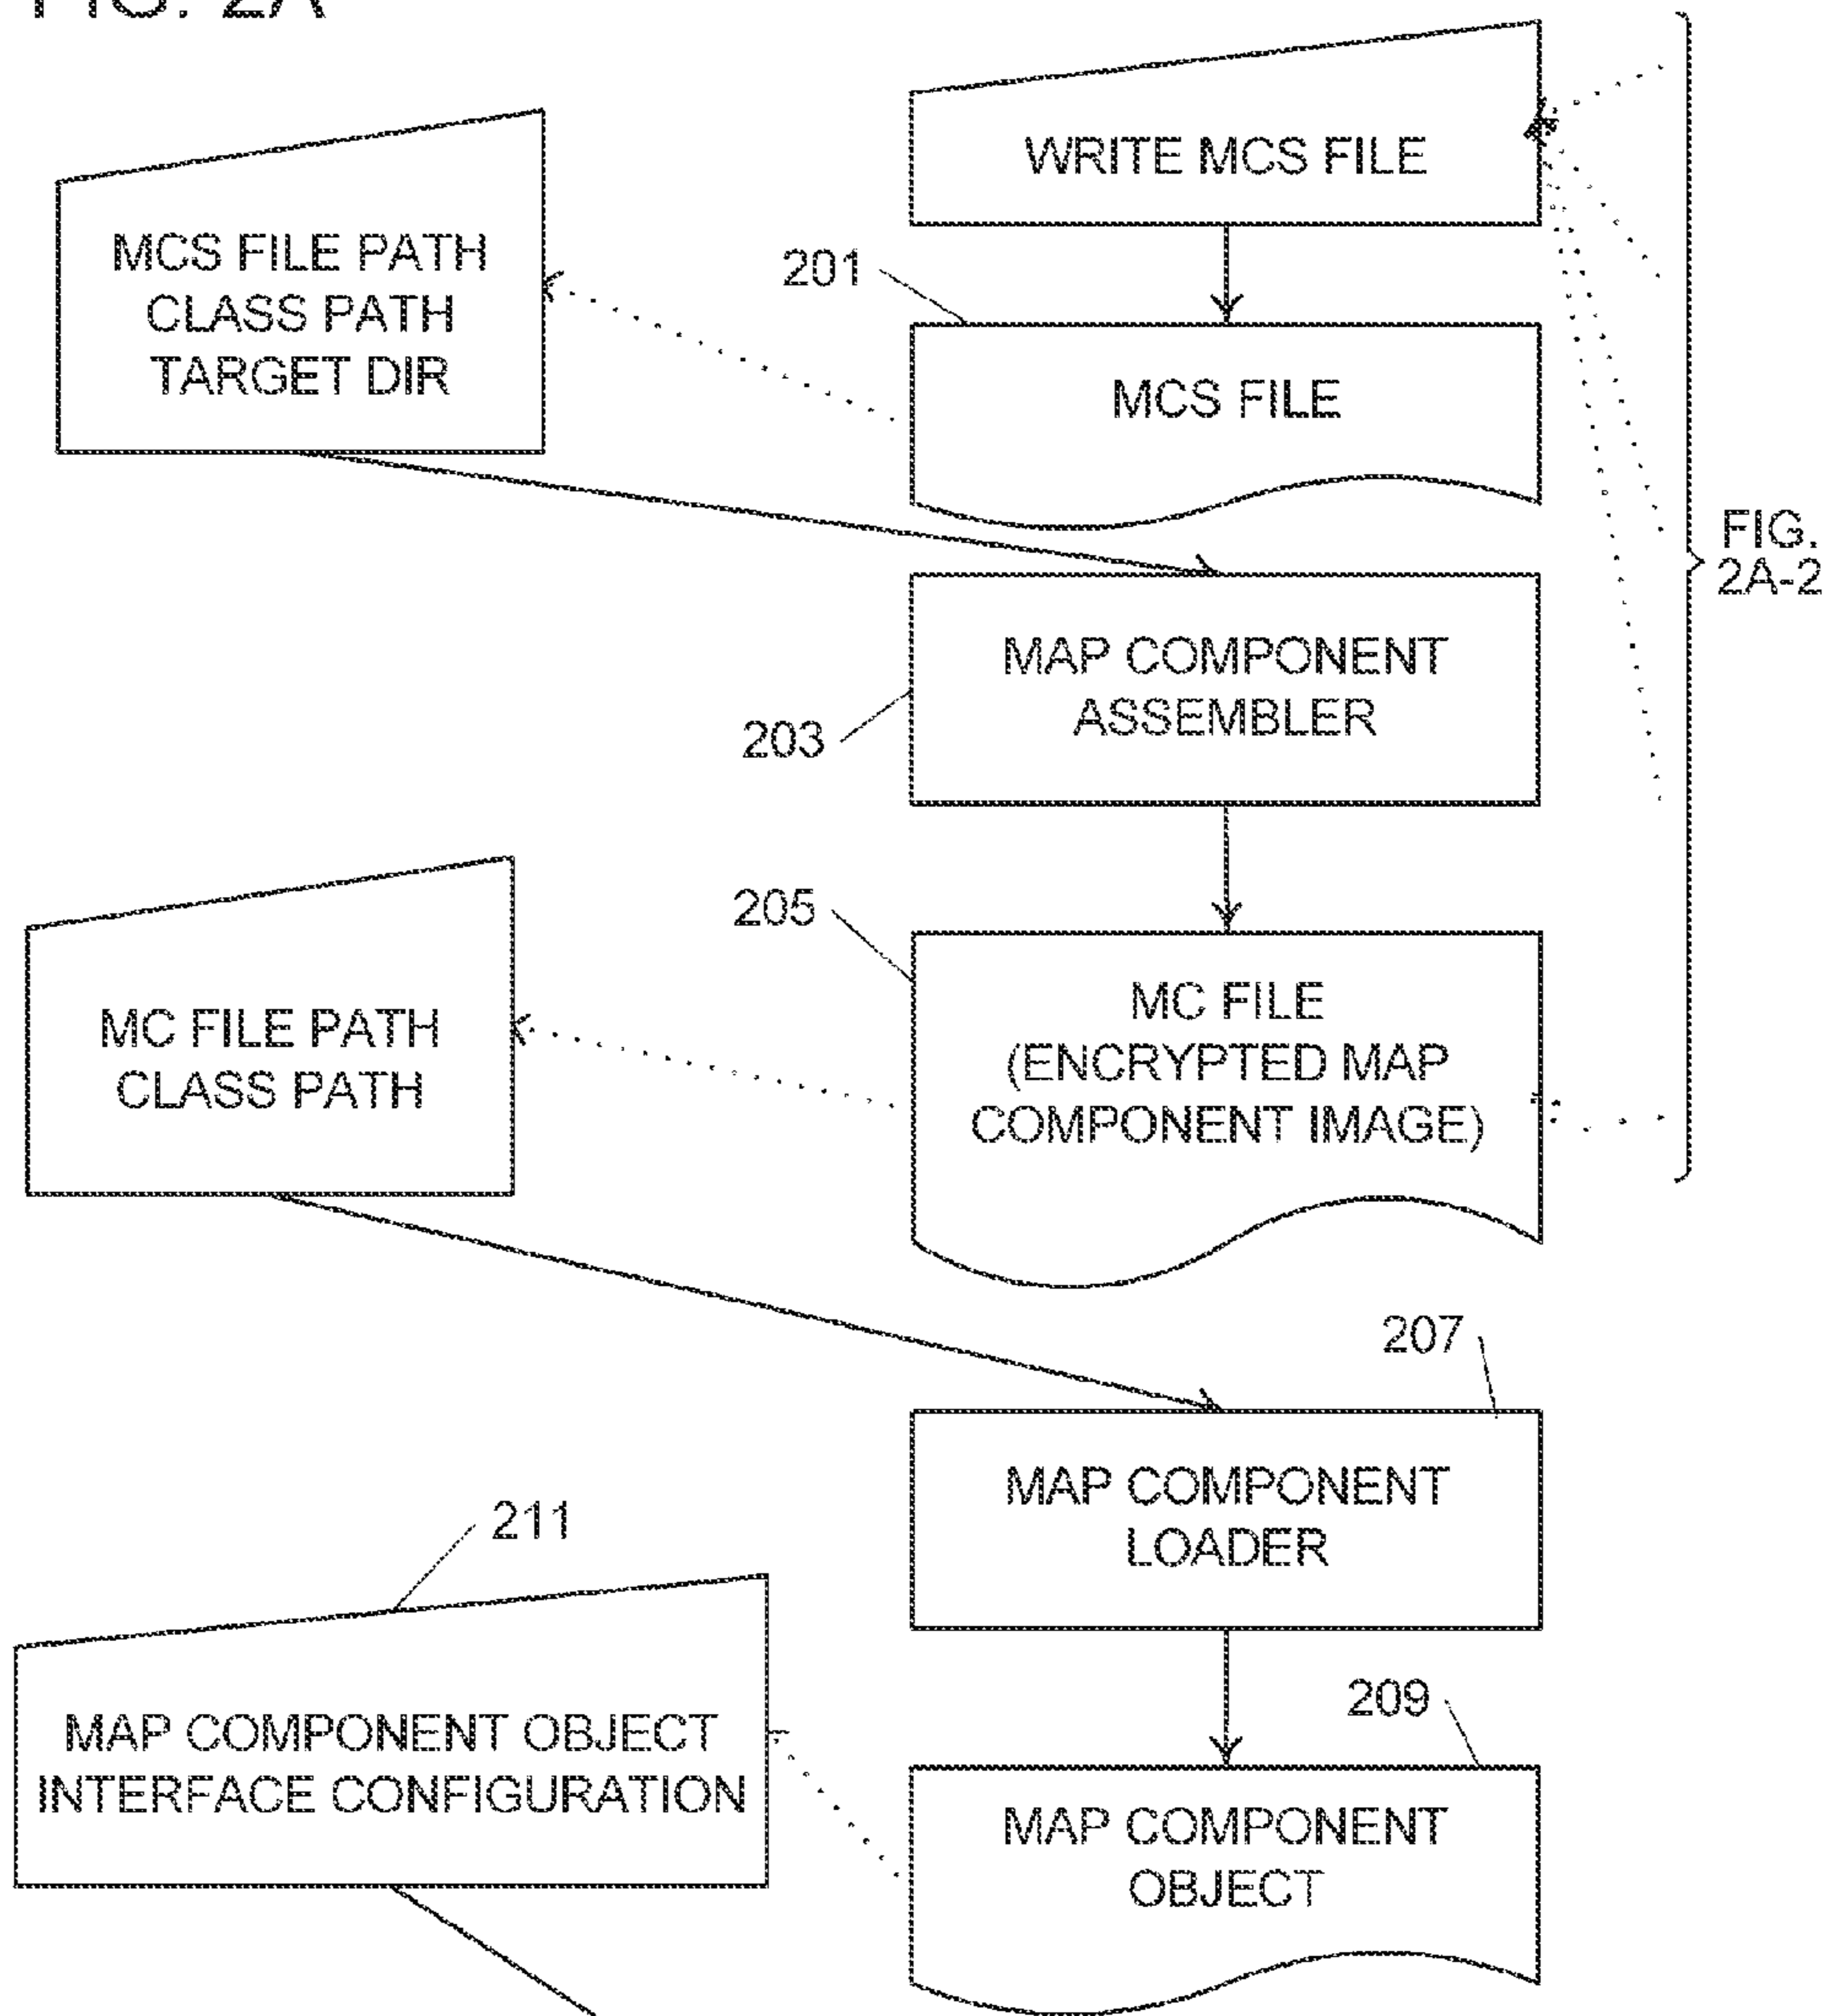 FIG. 2A
WRITE MCS FILE
MCS FILE PATH
CLASS PATH
TARGET DIR
201
MCS FILE
FIG.
2A-2
MAP COMPONENT
ASSEMBLER
203
205
MC FILE
(ENCRYPTED MAP
COMPONENT IMAGE)
MC FILE PATH
CLASS PATH
207
MAP COMPONENT
LOADER
211
209
MAP COMPONENT OBJECT
INTERFACE CONFIGURATION
MAP COMPONENT
OBJECT